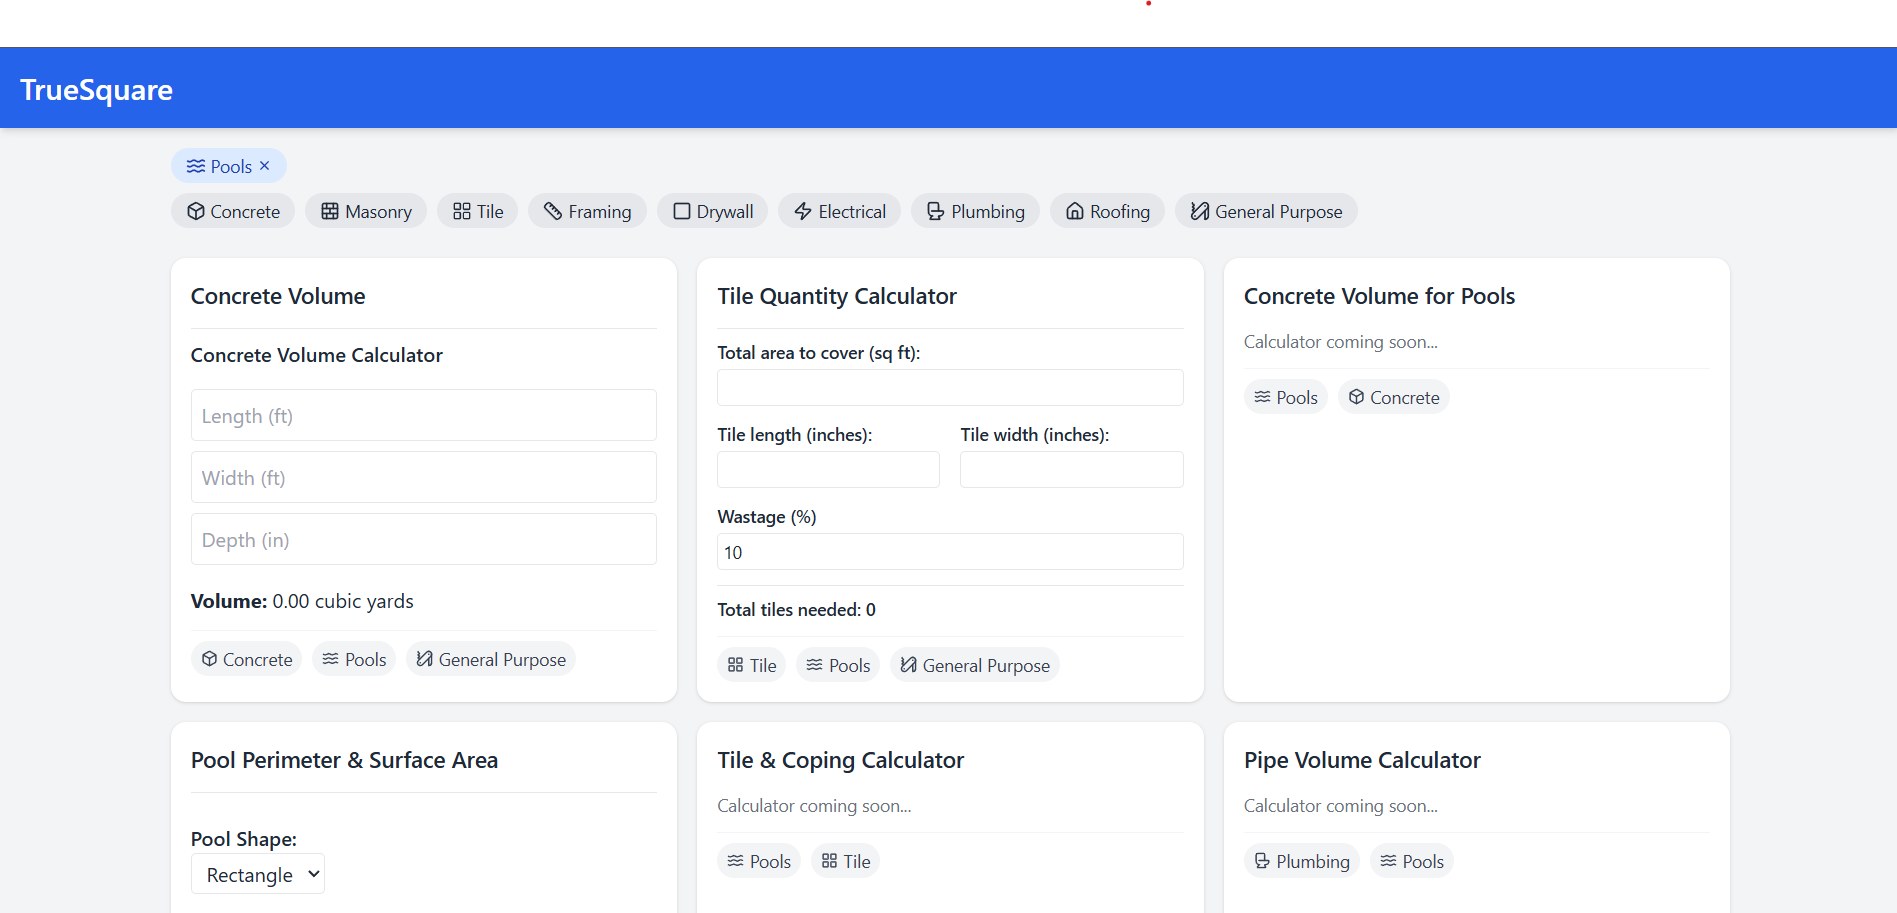 TrueSquare
Pools ×
Concrete Masonry Tile Framing Drywall Electrical Plumbing Roofing General Purpose
Concrete Volume
Concrete Volume Calculator
Length (ft)
Width (ft)
Depth (in)
Volume: 0.00 cubic yards
Concrete Pools General Purpose
Tile Quantity Calculator
Total area to cover (sq ft):
Tile length (inches): Tile width (inches):
Wastage (%)
10
Total tiles needed: 0
Tile Pools General Purpose
Concrete Volume for Pools
Calculator coming soon...
Pools Concrete
Pool Perimeter & Surface Area
Pool Shape:
Rectangle
Tile & Coping Calculator
Calculator coming soon...
Pools Tile
Pipe Volume Calculator
Calculator coming soon...
Plumbing Pools